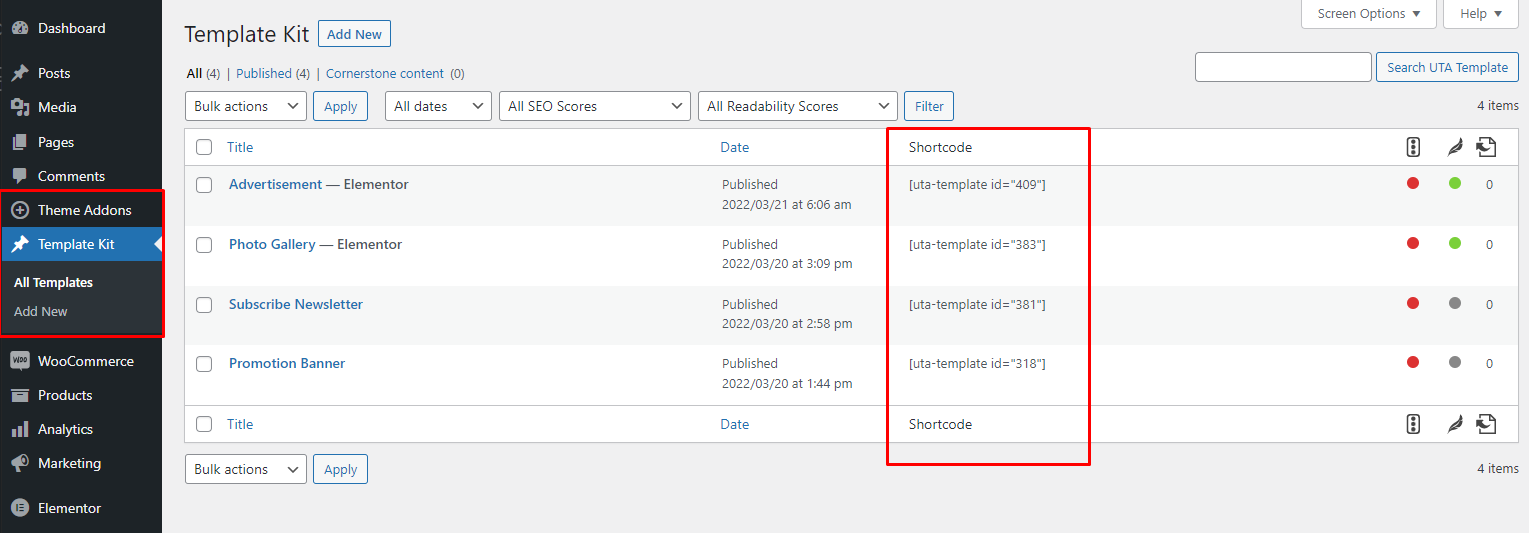 Dashboard
Posts
Media
Pages
Comments
Theme Addons
Template Kit
All Templates
Add New
WooCommerce
Products
Analytics
Marketing
Elementor
Screen Options ▼
Help ▼
Template Kit Add New
All (4) | Published (4) | Cornerstone content (0)
Search UTA Template
Bulk actions Apply All dates All SEO Scores All Readability Scores Filter 4 items
Title Date Shortcode
Advertisement — Elementor Published [uta-template id="409"] 0
2022/03/21 at 6:06 am
Photo Gallery — Elementor Published [uta-template id="383"] 0
2022/03/20 at 3:09 pm
Subscribe Newsletter Published [uta-template id="381"] 0
2022/03/20 at 2:58 pm
Promotion Banner Published [uta-template id="318"] 0
2022/03/20 at 1:44 pm
Title Date Shortcode
Bulk actions Apply 4 items